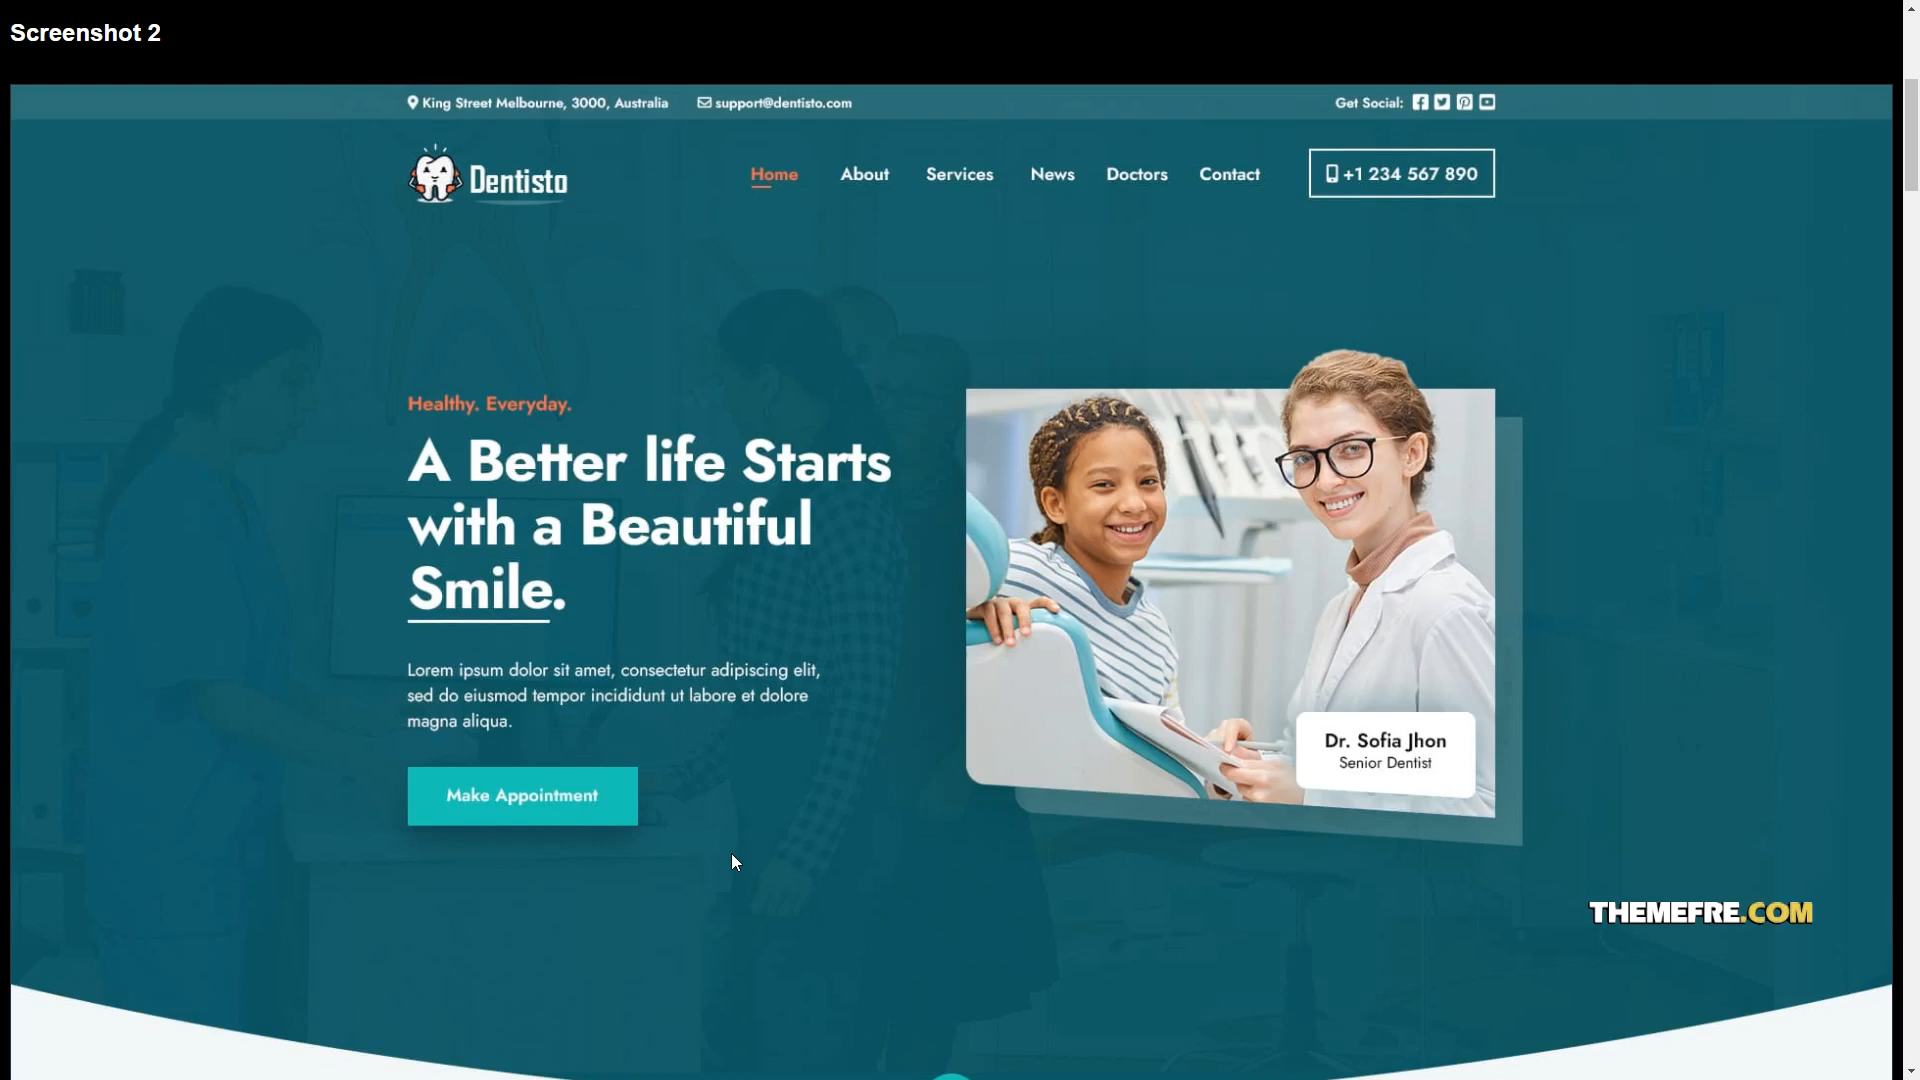 Screenshot 2
King Street Melbourne, 3000, Australia
support@dentisto.com
Get Social:
Dentisto
Home
About
Services
News
Doctors
Contact
+1 234 567 890
Healthy. Everyday.
A Better life Starts
with a Beautiful
Smile.
Lorem ipsum dolor sit amet, consectetur adipiscing elit,
sed do eiusmod tempor incididunt ut labore et dolore
magna aliqua.
Make Appointment
Dr. Sofia Jhon
Senior Dentist
THEMEFRE.COM